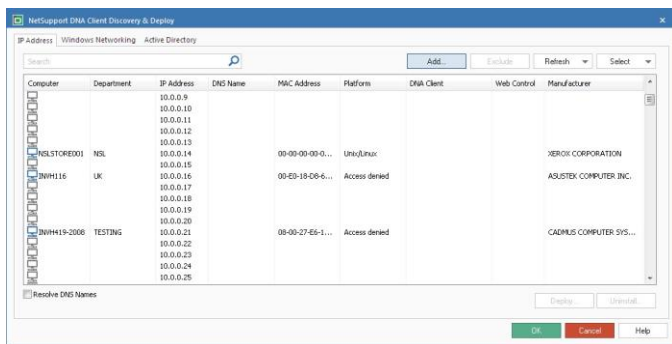 NetSupport DNA Client Discovery & Deploy
IP Address Windows Networking Active Directory
Search Add... Exclude Refresh Select
Computer Department IP Address DNS Name MAC Address Platform DNA Client Web Control Manufacturer
10.0.0.9
10.0.0.10
10.0.0.11
10.0.0.12
10.0.0.13
NSLSTORE001 NSL 10.0.0.14 00-00-00-00-0... Unix/Linux XEROX CORPORATION
10.0.0.15
INWH116 UK 10.0.0.16 00-E0-18-D8-6... Access denied ASUSTEK COMPUTER INC.
10.0.0.17
10.0.0.18
10.0.0.19
10.0.0.20
INWH419-2008 TESTING 10.0.0.21 08-00-27-E6-1... Access denied CADMUS COMPUTER SYS...
10.0.0.22
10.0.0.23
10.0.0.24
10.0.0.25
Resolve DNS Names
Deploy... Uninstall
OK Cancel Help